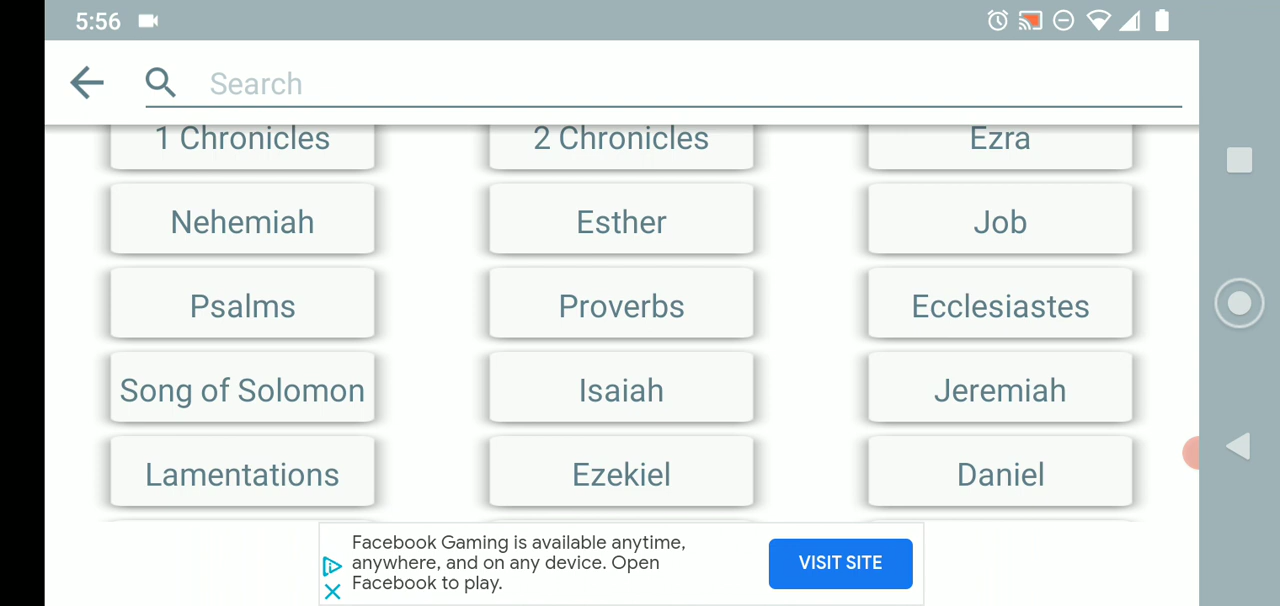 5:56
Search
1 Chronicles
2 Chronicles
Ezra
Nehemiah
Esther
Job
Psalms
Proverbs
Ecclesiastes
Song of Solomon
Isaiah
Jeremiah
Lamentations
Ezekiel
Daniel
Facebook Gaming is available anytime,
anywhere, and on any device. Open
Facebook to play.
VISIT SITE